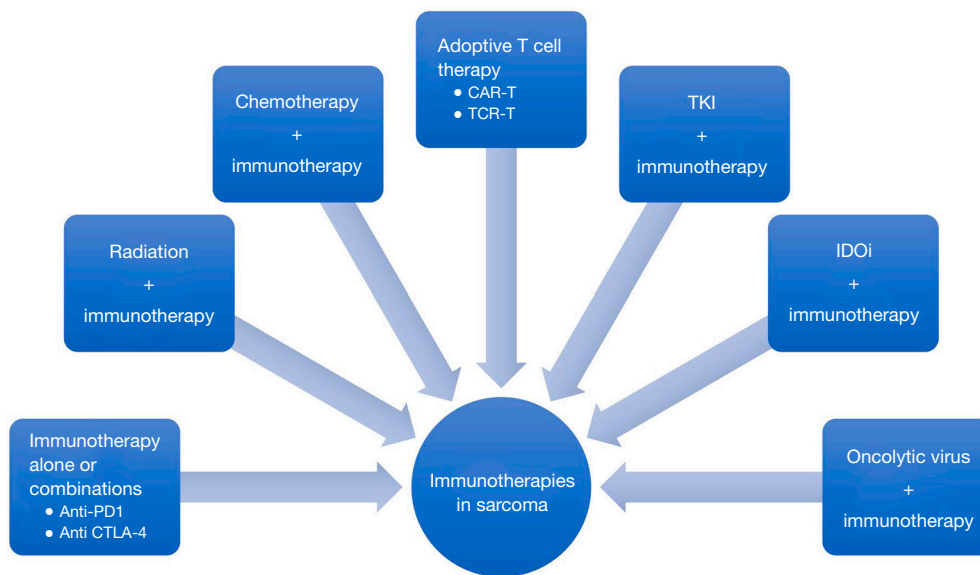 Immunotherapy
alone or
combinations
● Anti-PD1
● Anti CTLA-4
Radiation
+
immunotherapy
Chemotherapy
+
immunotherapy
Adoptive T cell
therapy
● CAR-T
● TCR-T
TKI
+
immunotherapy
IDOi
+
immunotherapy
Oncolytic virus
+
immunotherapy
Immunotherapies
in sarcoma